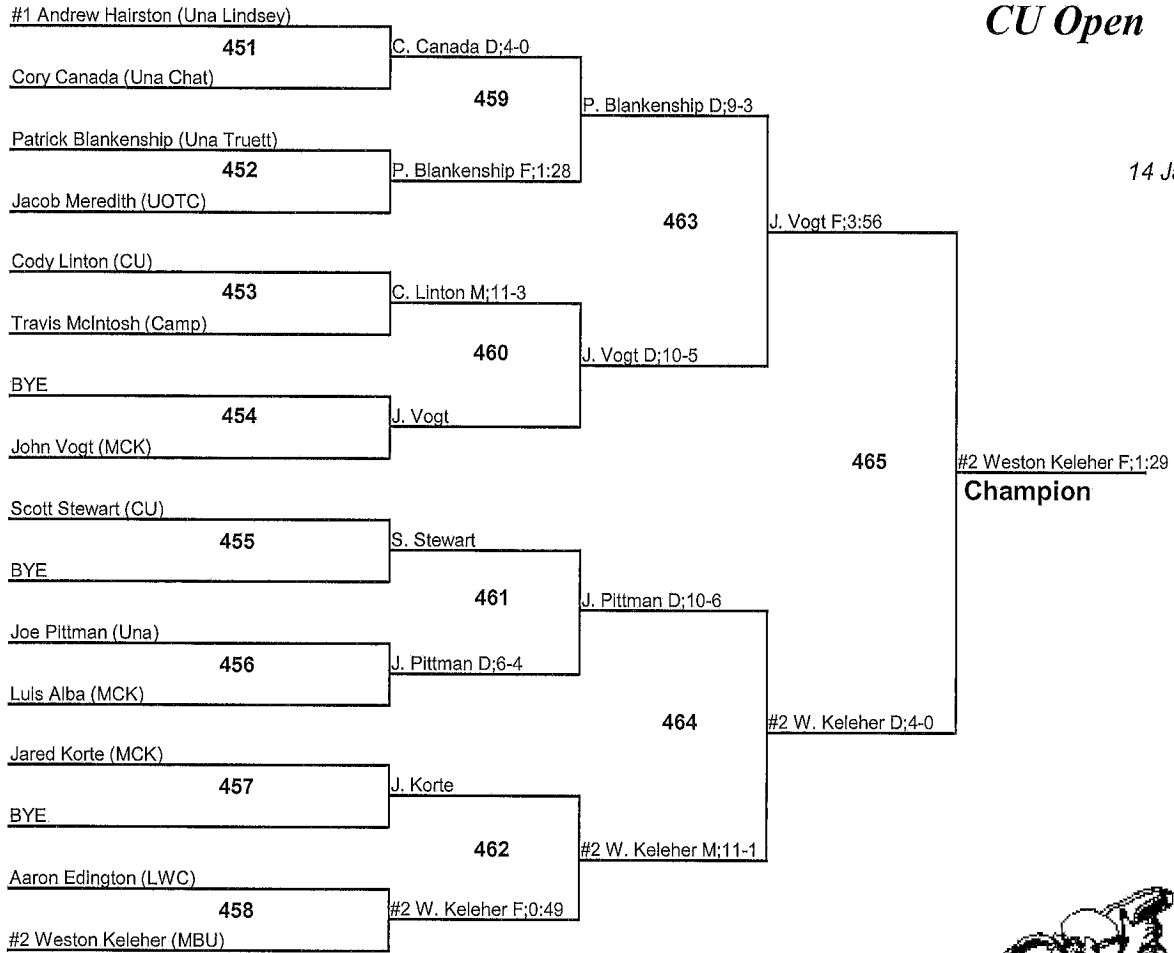 CU Open
14 Ja
#1 Andrew Hairston (Una Lindsey)
451
Cory Canada (Una Chat)
C. Canada D;4-0
459
Patrick Blankenship (Una Truett)
452
Jacob Meredith (UOTC)
P. Blankenship F;1:28
P. Blankenship D;9-3
463
Cody Linton (CU)
453
Travis McIntosh (Camp)
C. Linton M;11-3
460
BYE
454
John Vogt (MCK)
J. Vogt
J. Vogt D;10-5
J. Vogt F;3:56
465
Scott Stewart (CU)
455
BYE
S. Stewart
461
Joe Pittman (Una)
456
Luis Alba (MCK)
J. Pittman D;6-4
J. Pittman D;10-6
464
Jared Korte (MCK)
457
BYE
J. Korte
462
Aaron Edington (LWC)
458
#2 Weston Keleher (MBU)
#2 W. Keleher F;0:49
#2 W. Keleher M;11-1
#2 W. Keleher D;4-0
#2 Weston Keleher F;1:29
Champion